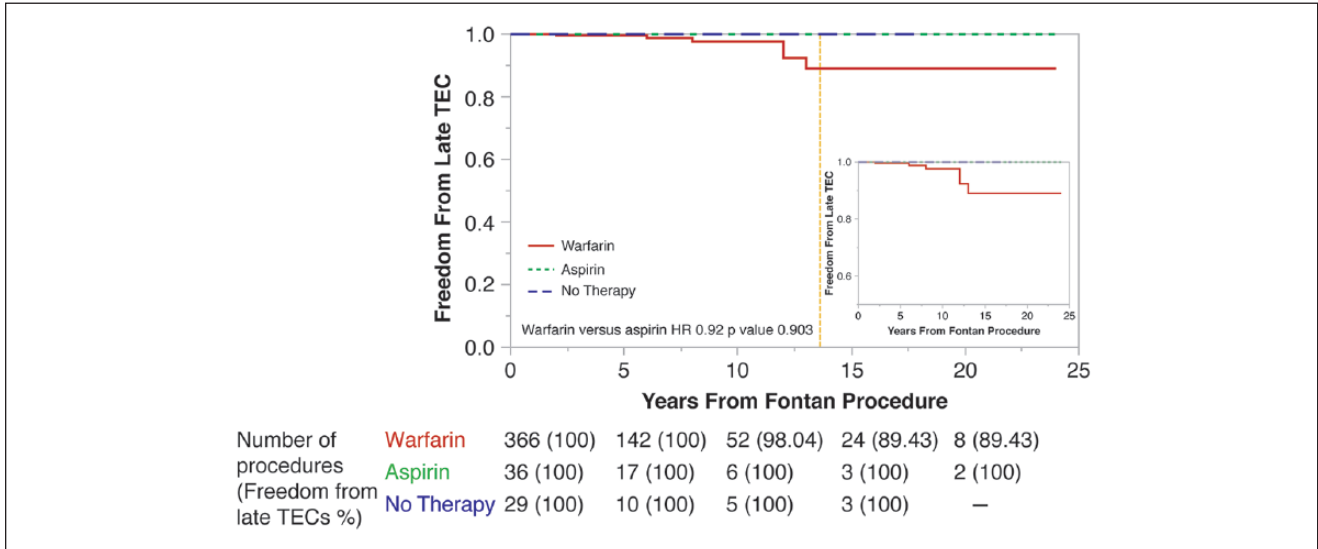 Freedom From Late TEC
1.0
0.8
0.6
0.4
0.2
0.0
Warfarin
Aspirin
No Therapy
Warfarin versus aspirin HR 0.92 p value 0.903
0 5 10 15 20 25
Years From Fontan Procedure
Freedom From Late TEC
1.0
0.8
0.6
0 5 10 15 20 25
Years From Fontan Procedure
Number of procedures (Freedom from late TECs %)
Warfarin 366 (100) 142 (100) 52 (98.04) 24 (89.43) 8 (89.43)
Aspirin 36 (100) 17 (100) 6 (100) 3 (100) 2 (100)
No Therapy 29 (100) 10 (100) 5 (100) 3 (100) —